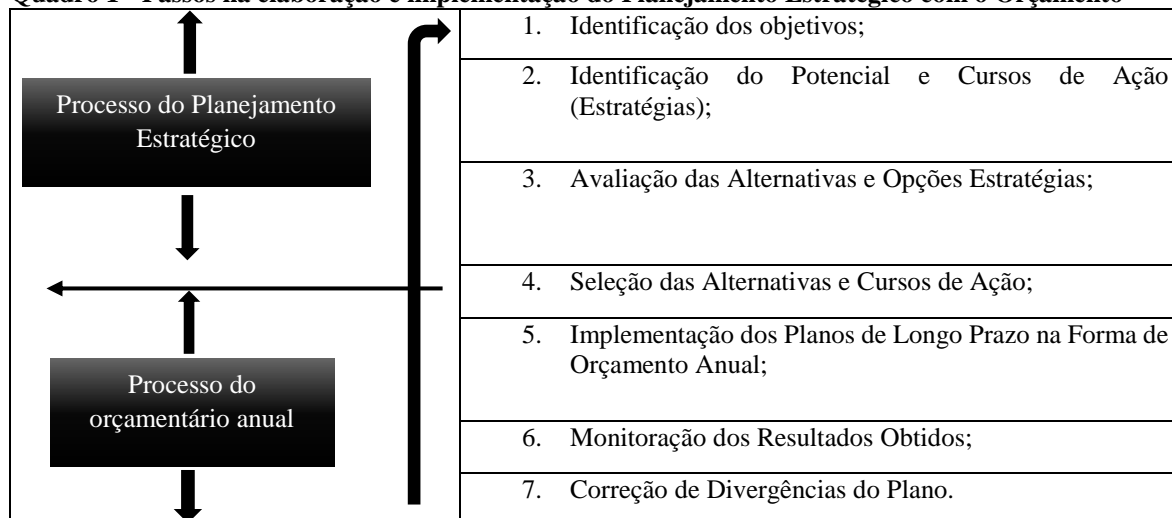 Quadro 1 - Passos na elaboração e implementação do Planejamento Estratégico com o Orçamento
1. Identificação dos objetivos;
2. Identificação do Potencial e Cursos de Ação
(Estratégias);
Processo do Planejamento
Estratégico
3. Avaliação das Alternativas e Opções Estratégias;
4. Seleção das Alternativas e Cursos de Ação;
5. Implementação dos Planos de Longo Prazo na Forma de
Orçamento Anual;
Processo do
orçamentário anual
6. Monitoração dos Resultados Obtidos;
7. Correção de Divergências do Plano.